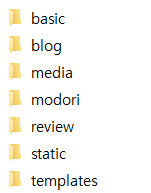 basic
blog
media
modori
review
static
templates